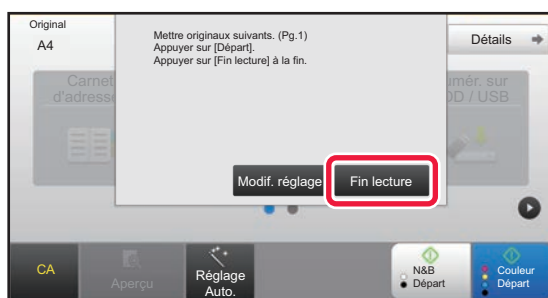 Original
A4
Mettre originaux suivants. (Pg.1)
Appuyer sur [Départ].
Appuyer sur [Fin lecture] à la fin.
Détails
Carnet
d'adresse
umér. sur
DD / USB
Modif. réglage
Fin lecture
CA
Aperçu
Réglage
Auto.
N&B
Départ
Couleur
Départ